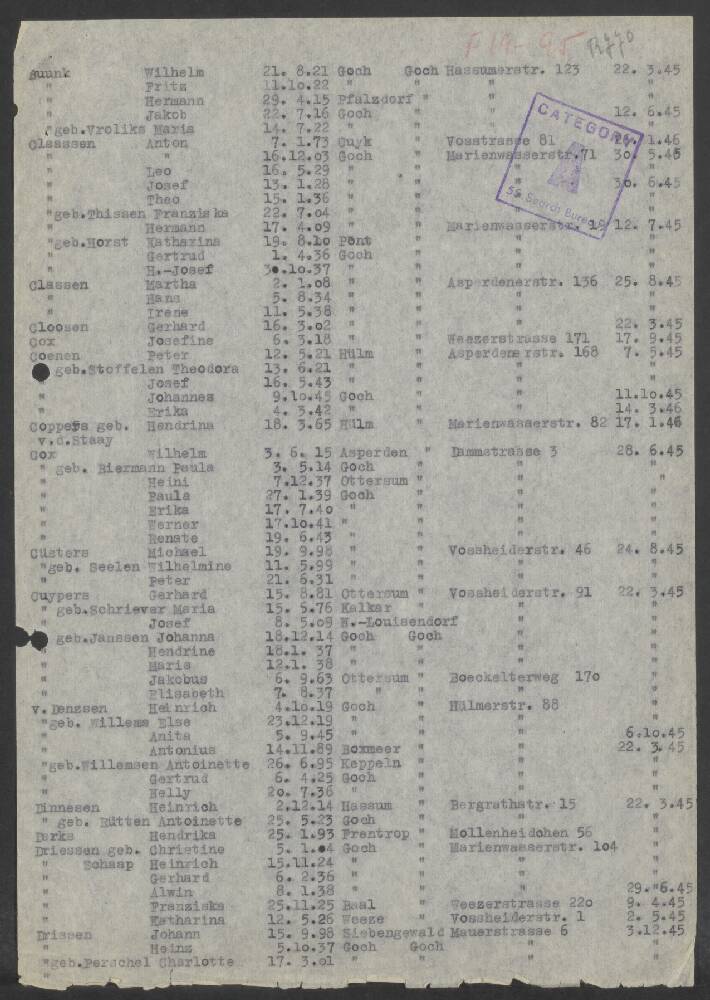 F 19- 95
Buunk Wilhelm 21. 8.21 Goch Goch Hassumerstr. 123 22. 3.45
" Fritz 11.10.22 " " " "
" Hermann 29. 4.15 Pfalzdorf " " "
" Jakob 22. 7.16 Goch " " 12. 6.45
"geb.Vroliks Maria 14. 7.22 " " "
Claassen Anton 7. 1.73 Cuyk " Vosstrasse 81 1.46
" " 16.12.03 Goch " Marienwasserstr.71 30. 5.45
" Leo 16. 5.29 " " "
" Josef 13. 1.28 " " " 30. 6.45
" Theo 15. 1.36 " " " "
"geb.Thissen Franziska 22. 7.04 " " " "
" Hermann 17. 4.09 " " Marienwasserstr. 19 12. 7.45
"geb.Horst Katharina 19. 8.10 Pont " " "
" Gertrud 1. 4.36 Goch " " "
" H.-Josef 30.10.37 " " " "
Classen Martha 2. 1.08 " " Asperdenerstr. 136 25. 8.45
" Hans 5. 8.34 " " " "
" Irene 11. 5.38 " " " "
Cloosen Gerhard 16. 3.02 " " " 22. 3.45
Cox Josefine 6. 3.18 " " Weezerstrasse 171 17. 9.45
Coenen Peter 12. 5.21 Hülm " Asperdenerstr. 168 7. 5.45
geb.Stoffelen Theodora 13. 6.21 " " " "
" Josef 16. 5.43 " " " "
" Johannes 9.10.45 Goch " " 11.10.45
" Erika 4. 3.42 " " " 14. 3.46
Coppers geb. Hendrina 18. 3.65 Hülm " Marienwasserstr. 82 17. 1.46
v.d.Staay
Cox Wilhelm 3. 6. 15 Asperden " Dammstrasse 3 28. 6.45
" geb. Biermann Paula 3. 5.14 Goch " " "
" Heini 7.12.37 Ottersum " " "
" Paula 27. 1.39 Goch " " "
" Erika 17. 7.40 " " " "
" Werner 17.10.41 " " " "
" Renate 19. 6.43 " " " "
Cüsters Michael 19. 9.98 " " Vossheiderstr. 46 24. 8.45
"geb. Seelen Wilhelmine 11. 5.99 " " " "
" Peter 21. 6.31 " " " "
Cuypers Gerhard 15. 8.81 Ottersum " Vossheiderstr. 91 22. 3.45
" geb.Schriever Maria 15. 5.76 Kalkar " " "
" Josef 8. 5.09 N.-Louisendorf " "
" geb.Janssen Johanna 18.12.14 Goch Goch " "
" Hendrine 18.1. 37 " " " "
" Maria 12.1. 38 " " " "
" Jakobus 6. 9.63 Ottersum " Boeckelterweg 170 "
" Elisabeth 7. 8.37 " " " "
v. Denzsen Heinrich 4.10.19 Goch " Hülmerstr. 88 "
"geb. Willems Else 23.12.19 " " " "
" Anita 5. 9.45 " " " 6.10.45
" Antonius 14.11.89 Boxmeer " " 22. 3.45
"geb.Willemsen Antoinette 26. 6.95 Keppeln " " "
" Gertrud 6. 4.25 Goch " " "
" Nelly 20. 7.36 " " " "
Dinnesen Heinrich 2.12.14 Hassum " Bergrathstr. 15 22. 3.45
" geb. Rütten Antoinette 25. 5.23 Goch " " "
Derks Hendrika 25. 1.93 Frentrop " Mollenheidchen 56 "
Driessen geb. Christine 5. 1.04 Goch " Marienwasserstr. 104 "
" Schaap Heinrich 15.11.24 " " " "
" Gerhard 6. 2.36 " " " "
" Alwin 8. 1.38 " " " 29. 6.45
" Franziska 25.11.25 Baal " Weezerstrasse 220 9. 4.45
" Katharina 12. 5.26 Weeze " Vossheiderstr. 1 2. 5.45
Drissen Johann 15. 9.98 Siebengewald Mauerstrasse 6 3.12.45
" Heinz 5.10.37 Goch Goch " "
"geb.Perschel Charlotte 17. 3.01 " " " "
CATEGORY
A
SS Search Bureau